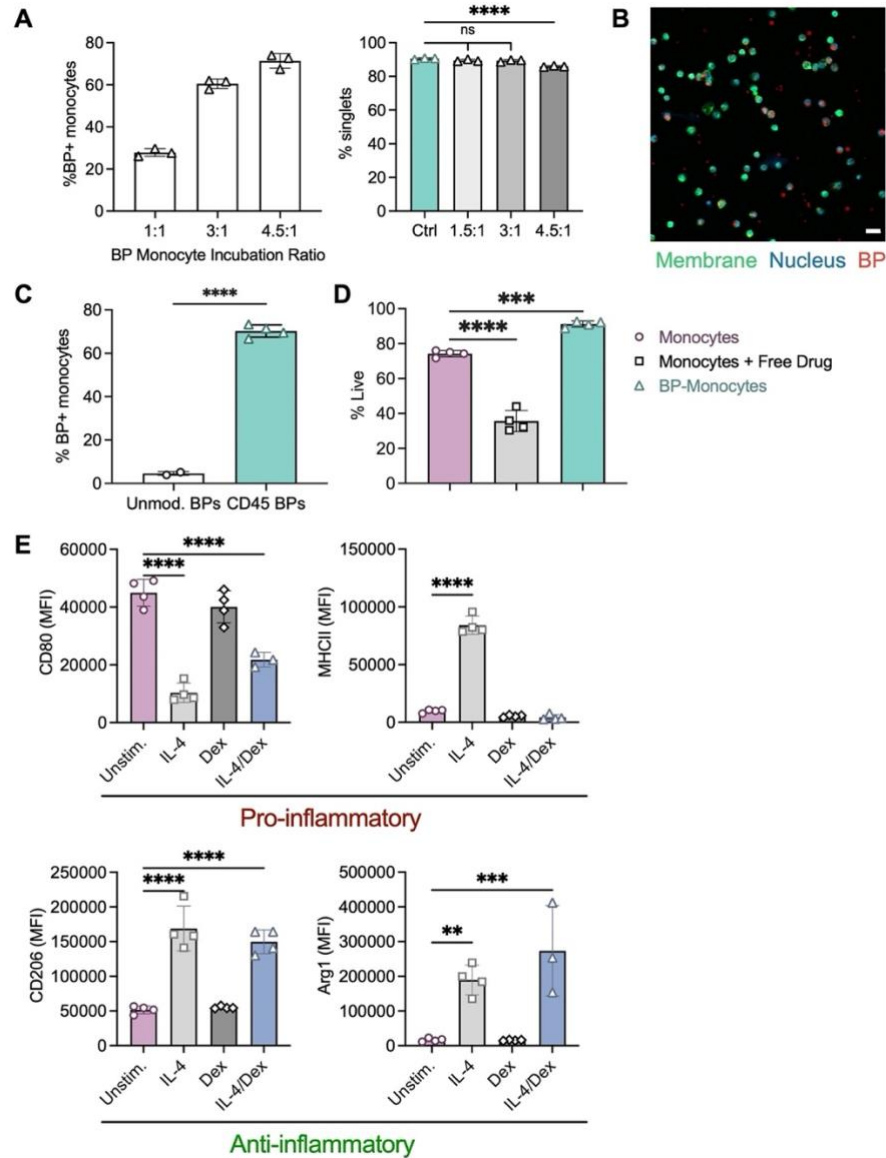 A
B
****
ns
80
60
40
20
0
%BP+ monocytes
1:1
3:1
4.5:1
BP Monocyte Incubation Ratio
100
80
60
40
20
0
% singlets
Ctrl
1.5:1
3:1
4.5:1
Membrane Nucleus BP
C
****
80
60
40
20
0
% BP+ monocytes
Unmod. BPs
CD45 BPs
D
***
****
100
80
60
40
20
0
% Live
Monocytes
Monocytes + Free Drug
BP-Monocytes
E
****
****
60000
40000
20000
0
CD80 (MFI)
Unstim.
IL-4
Dex
IL-4/Dex
****
150000
100000
50000
0
MHCII (MFI)
Unstim.
IL-4
Dex
IL-4/Dex
Pro-inflammatory
****
****
250000
200000
150000
100000
50000
0
CD206 (MFI)
Unstim.
IL-4
Dex
IL-4/Dex
***
**
500000
400000
300000
200000
100000
0
Arg1 (MFI)
Unstim.
IL-4
Dex
IL-4/Dex
Anti-inflammatory